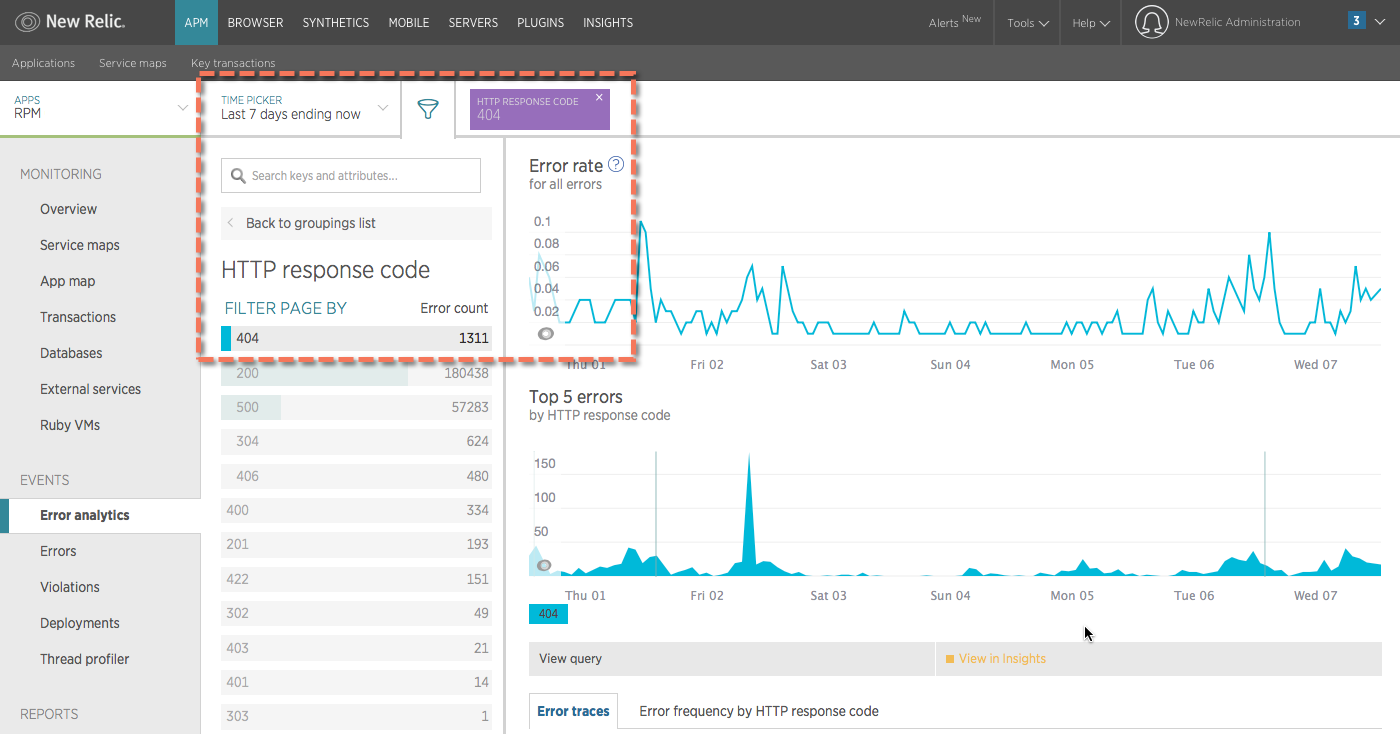 New Relic.
APM BROWSER SYNTHETICS MOBILE SERVERS PLUGINS INSIGHTS
Alerts New Tools Help NewRelic Administration 3
Applications Service maps Key transactions
APPS
RPM
TIME PICKER
Last 7 days ending now
HTTP RESPONSE CODE ×
404
MONITORING
Overview
Service maps
App map
Transactions
Databases
External services
Ruby VMs
EVENTS
Error analytics
Errors
Violations
Deployments
Thread profiler
REPORTS
Search keys and attributes...
Back to groupings list
HTTP response code
FILTER PAGE BY Error count
404 1311
200 180438
500 57283
304 624
406 480
400 334
201 193
422 151
302 49
403 21
401 14
303 1
Error rate ?
for all errors
0.1
0.08
0.06
0.04
0.02
Thu 01 Fri 02 Sat 03 Sun 04 Mon 05 Tue 06 Wed 07
Top 5 errors
by HTTP response code
150
100
50
Thu 01 Fri 02 Sat 03 Sun 04 Mon 05 Tue 06 Wed 07
404
View query View in Insights
Error traces Error frequency by HTTP response code